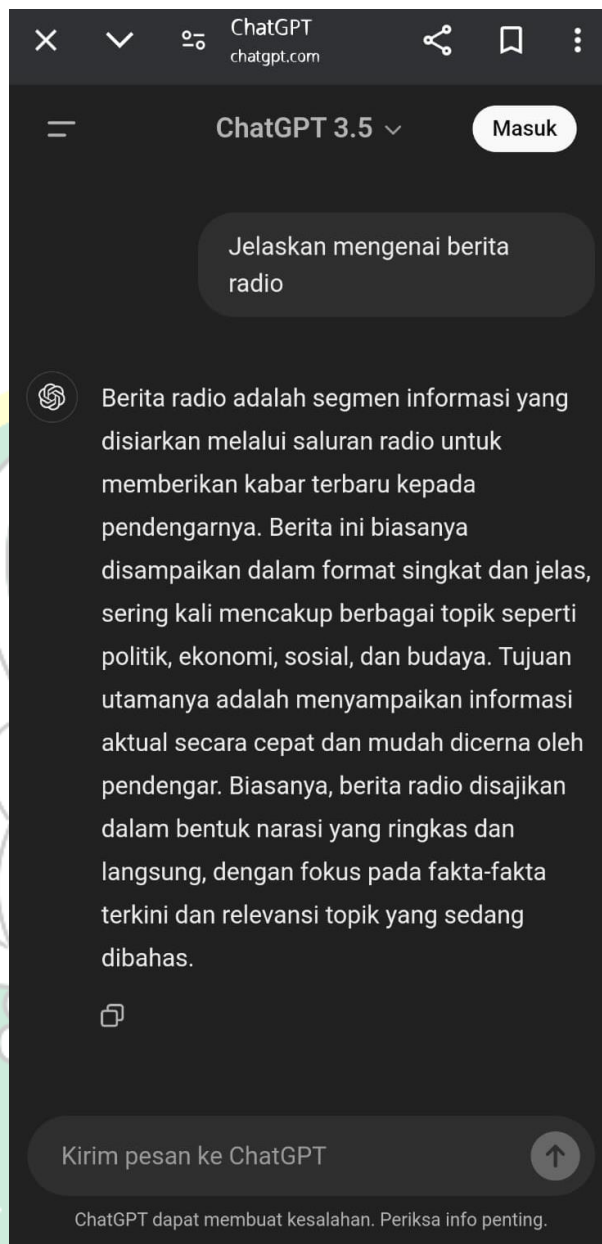 ChatGPT
chatgpt.com
ChatGPT 3.5
Masuk
Jelaskan mengenai berita
radio
Berita radio adalah segmen informasi yang
disiarkan melalui saluran radio untuk
memberikan kabar terbaru kepada
pendengarnya. Berita ini biasanya
disampaikan dalam format singkat dan jelas,
sering kali mencakup berbagai topik seperti
politik, ekonomi, sosial, dan budaya. Tujuan
utamanya adalah menyampaikan informasi
aktual secara cepat dan mudah dicerna oleh
pendengar. Biasanya, berita radio disajikan
dalam bentuk narasi yang ringkas dan
langsung, dengan fokus pada fakta-fakta
terkini dan relevansi topik yang sedang
dibahas.
Kirim pesan ke ChatGPT
ChatGPT dapat membuat kesalahan. Periksa info penting.